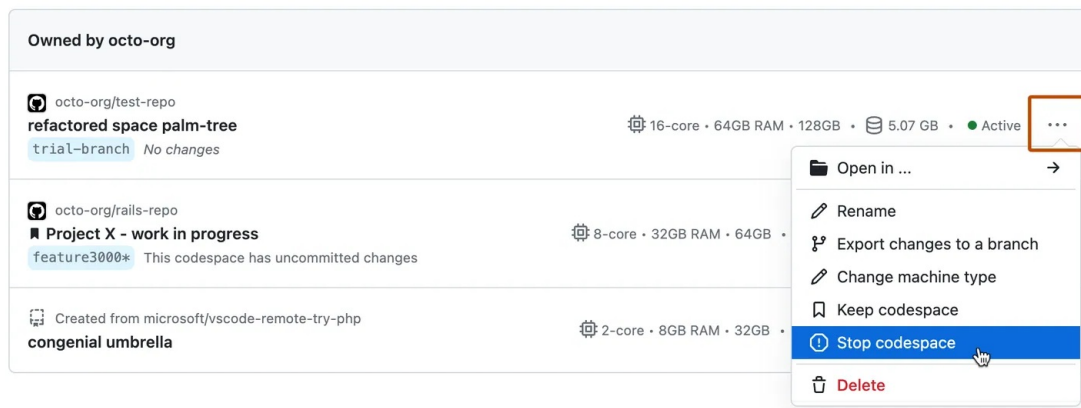 Owned by octo-org
octo-org/test-repo
refactored space palm-tree
16-core • 64GB RAM • 128GB • 5.07 GB • Active ...
trial-branch No changes
Open in ...
octo-org/rails-repo
Rename
Project X - work in progress
8-core • 32GB RAM • 64GB •
feature3000* This codespace has uncommitted changes
Export changes to a branch
Change machine type
Created from microsoft/vscode-remote-try-php
Keep codespace
congenial umbrella
2-core • 8GB RAM • 32GB •
Stop codespace
Delete